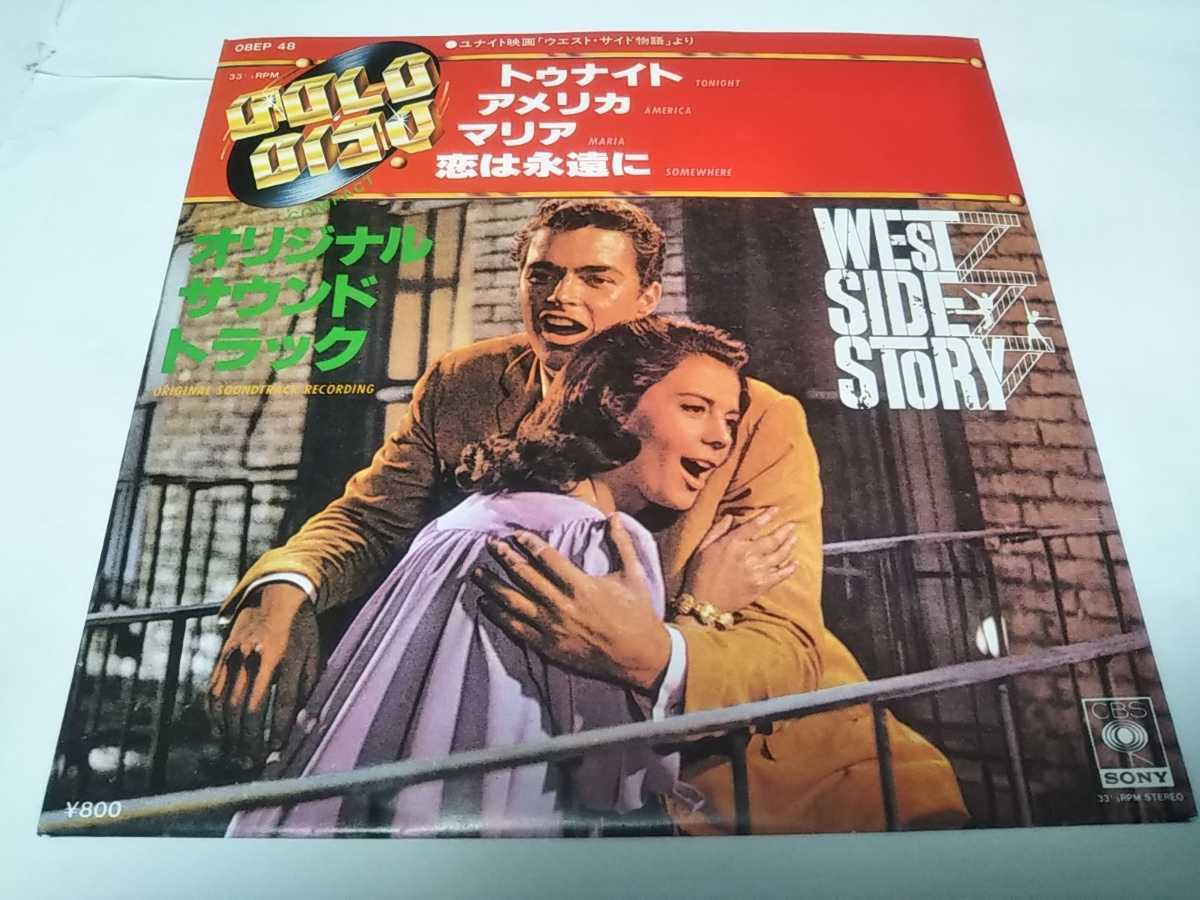 08EP 48
●ユナイト映画「ウエスト・サイド物語」より
33⅓RPM
GOLD
DISC
COMPACT
トゥナイト TONIGHT
アメリカ AMERICA
マリア MARIA
恋は永遠に SOMEWHERE
オリジナル
サウンド
トラック
ORIGINAL SOUNDTRACK RECORDING
WEST
SIDE
STORY
CBS
SONY
33⅓RPM STEREO
¥800